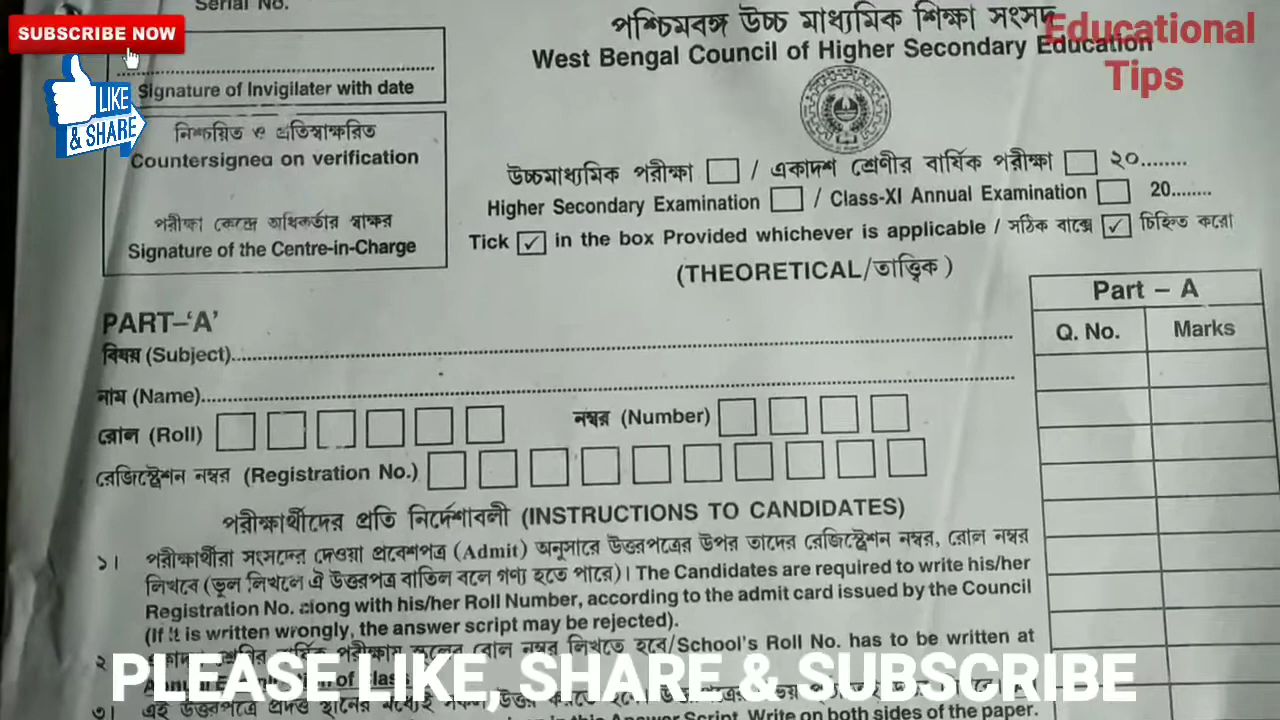 Serial No.
SUBSCRIBE NOW
Signature of Invigilater with date
LIKE
& SHARE
নিশ্চয়িত ও প্রতিস্বাক্ষরিত
Countersigned on verification
পরীক্ষা কেন্দ্রে অধিকর্তার স্বাক্ষর
Signature of the Centre-in-Charge
পশ্চিমবঙ্গ উচ্চ মাধ্যমিক শিক্ষা সংসদ
West Bengal Council of Higher Secondary Education
Educational
Tips
উচ্চমাধ্যমিক পরীক্ষা / একাদশ শ্রেণীর বার্ষিক পরীক্ষা ২০........
Higher Secondary Examination / Class-XI Annual Examination 20........
Tick ✓ in the box Provided whichever is applicable / সঠিক বাক্সে ✓ চিহ্নিত করো
(THEORETICAL/তাত্ত্বিক)
PART–‘A’
বিষয় (Subject)
নাম (Name)
রোল (Roll) নম্বর (Number)
রেজিস্ট্রেশন নম্বর (Registration No.)
Part – A
Q. No. Marks
পরীক্ষার্থীদের প্রতি নির্দেশাবলী (INSTRUCTIONS TO CANDIDATES)
১। পরীক্ষার্থীরা সংসদের দেওয়া প্রবেশপত্র (Admit) অনুসারে উত্তরপত্রের উপর তাদের রেজিস্ট্রেশন নম্বর, রোল নম্বর
লিখবে (ভুল লিখলে ঐ উত্তরপত্র বাতিল বলে গণ্য হতে পারে)। The Candidates are required to write his/her
Registration No. along with his/her Roll Number, according to the admit card issued by the Council
(If it is written wrongly, the answer script may be rejected).
২ পরীক্ষায় স্কুলের রোল নম্বর লিখতে হবে/School's Roll No. has to be written at
of Class
PLEASE LIKE, SHARE & SUBSCRIBE
৩। এই উত্তরপত্রে প্রদত্ত স্থানের মধ্যেই সকল উত্তর করতে হবে।
in this Answer Script. Write on both sides of the paper.